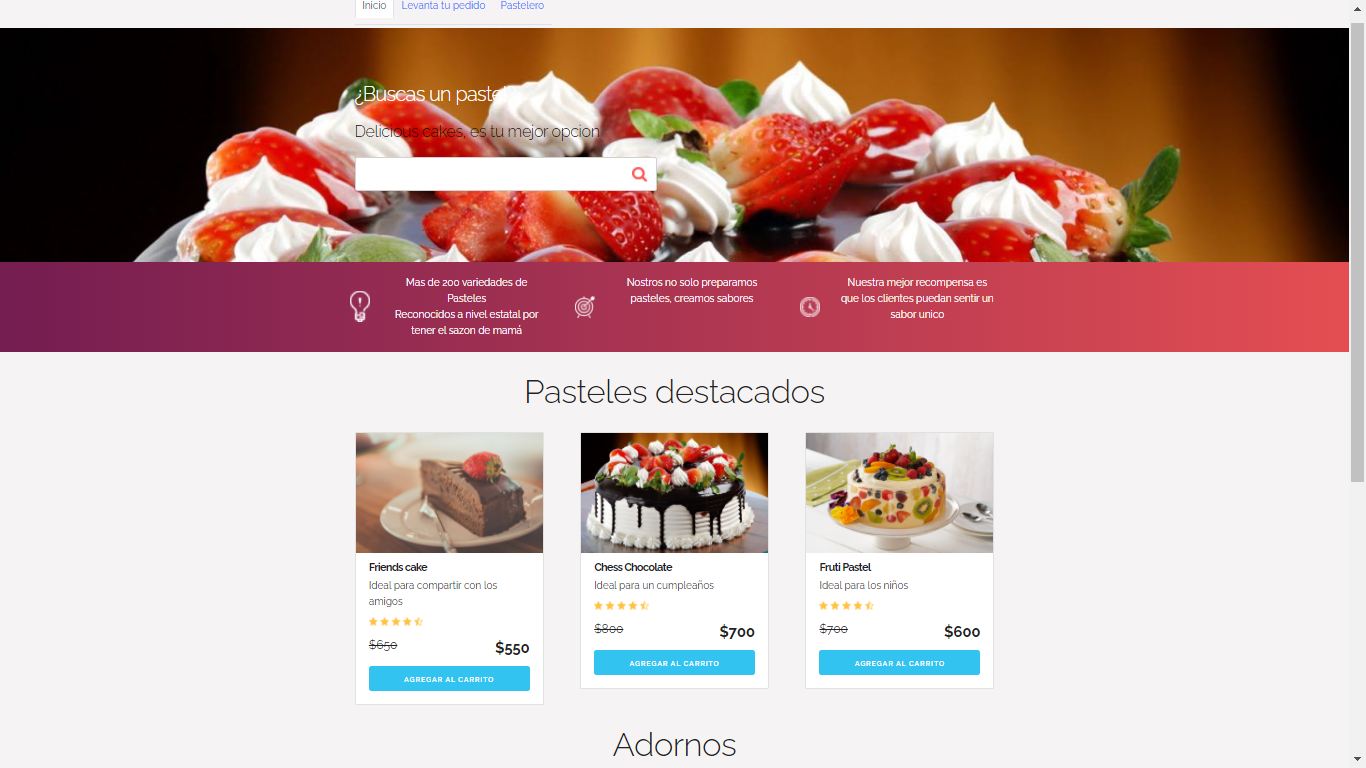 Inicio Levanta tu pedido Pastelero
¿Buscas un pastel?
Delicious cakes, es tu mejor opcion
Mas de 200 variedades de
Pasteles
Reconocidos a nivel estatal por
tener el sazon de mamá
Nostros no solo preparamos
pasteles, creamos sabores
Nuestra mejor recompensa es
que los clientes puedan sentir un
sabor unico
Pasteles destacados
Friends cake
Ideal para compartir con los
amigos
$650 $550
AGREGAR AL CARRITO
Chess Chocolate
Ideal para un cumpleaños
$800 $700
AGREGAR AL CARRITO
Fruti Pastel
Ideal para los niños
$700 $600
AGREGAR AL CARRITO
Adornos